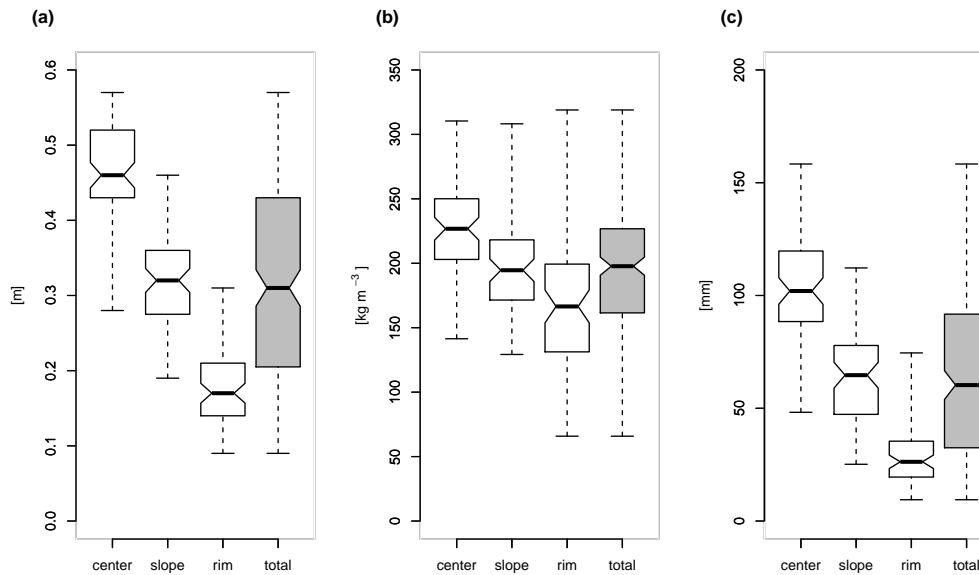 (a)
0.6
0.5
0.4
0.3
0.2
0.1
0.0
[m]
center slope rim total
(b)
350
300
250
200
150
100
50
0
[kg m⁻³]
center slope rim total
(c)
200
150
100
50
0
[mm]
center slope rim total